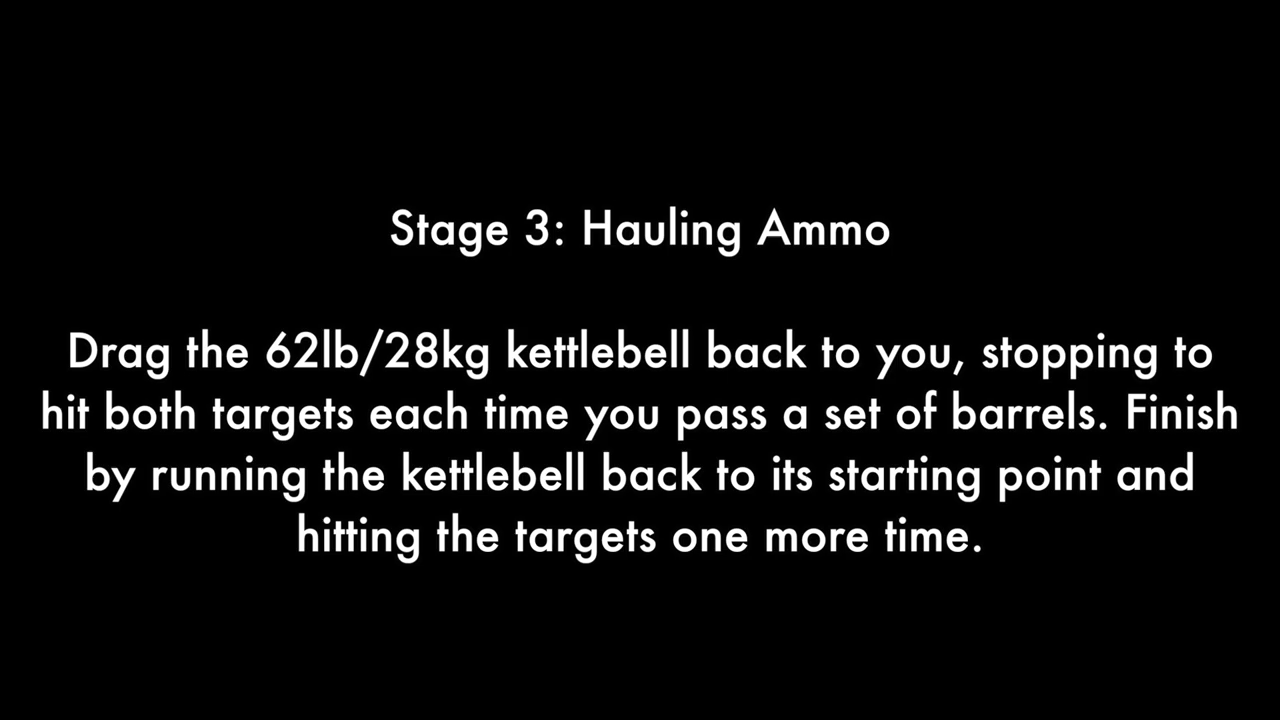 Stage 3: Hauling Ammo
Drag the 62lb/28kg kettlebell back to you, stopping to
hit both targets each time you pass a set of barrels. Finish
by running the kettlebell back to its starting point and
hitting the targets one more time.